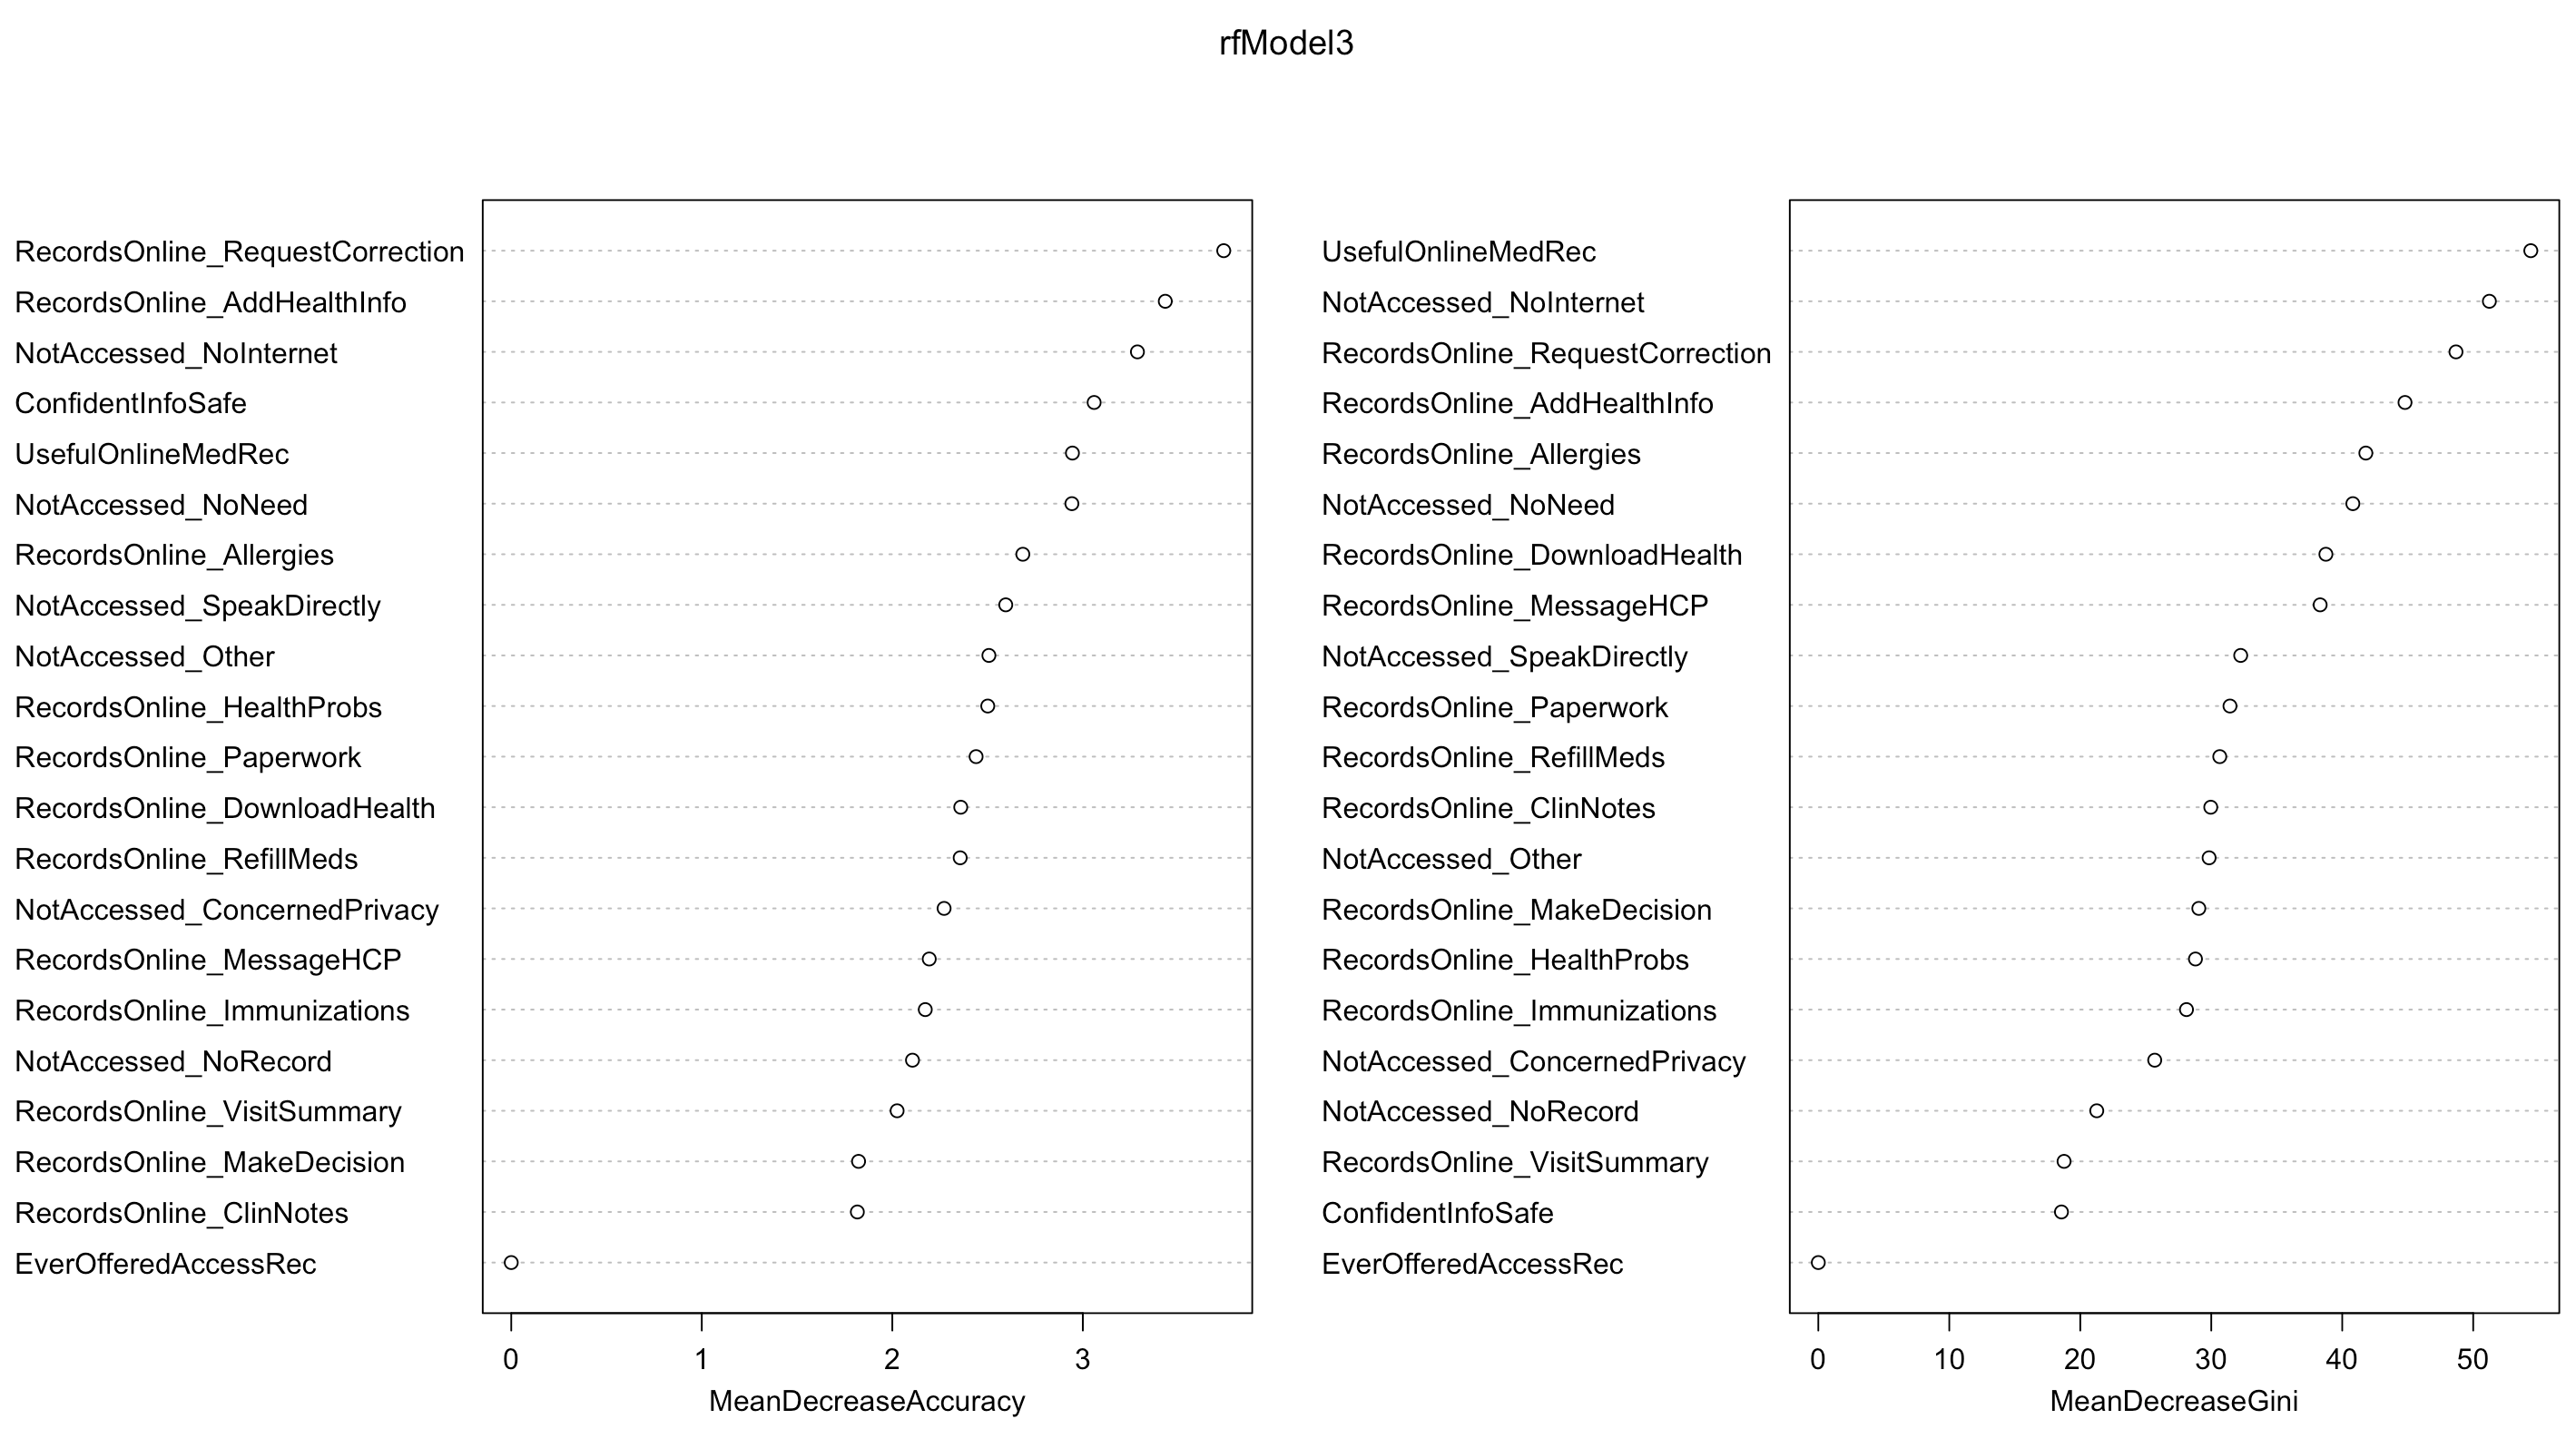 rfModel3
RecordsOnline_RequestCorrection
RecordsOnline_AddHealthInfo
NotAccessed_NoInternet
ConfidentInfoSafe
UsefulOnlineMedRec
NotAccessed_NoNeed
RecordsOnline_Allergies
NotAccessed_SpeakDirectly
NotAccessed_Other
RecordsOnline_HealthProbs
RecordsOnline_Paperwork
RecordsOnline_DownloadHealth
RecordsOnline_RefillMeds
NotAccessed_ConcernedPrivacy
RecordsOnline_MessageHCP
RecordsOnline_Immunizations
NotAccessed_NoRecord
RecordsOnline_VisitSummary
RecordsOnline_MakeDecision
RecordsOnline_ClinNotes
EverOfferedAccessRec
0 1 2 3
MeanDecreaseAccuracy
UsefulOnlineMedRec
NotAccessed_NoInternet
RecordsOnline_RequestCorrection
RecordsOnline_AddHealthInfo
RecordsOnline_Allergies
NotAccessed_NoNeed
RecordsOnline_DownloadHealth
RecordsOnline_MessageHCP
NotAccessed_SpeakDirectly
RecordsOnline_Paperwork
RecordsOnline_RefillMeds
RecordsOnline_ClinNotes
NotAccessed_Other
RecordsOnline_MakeDecision
RecordsOnline_HealthProbs
RecordsOnline_Immunizations
NotAccessed_ConcernedPrivacy
NotAccessed_NoRecord
RecordsOnline_VisitSummary
ConfidentInfoSafe
EverOfferedAccessRec
0 10 20 30 40 50
MeanDecreaseGini